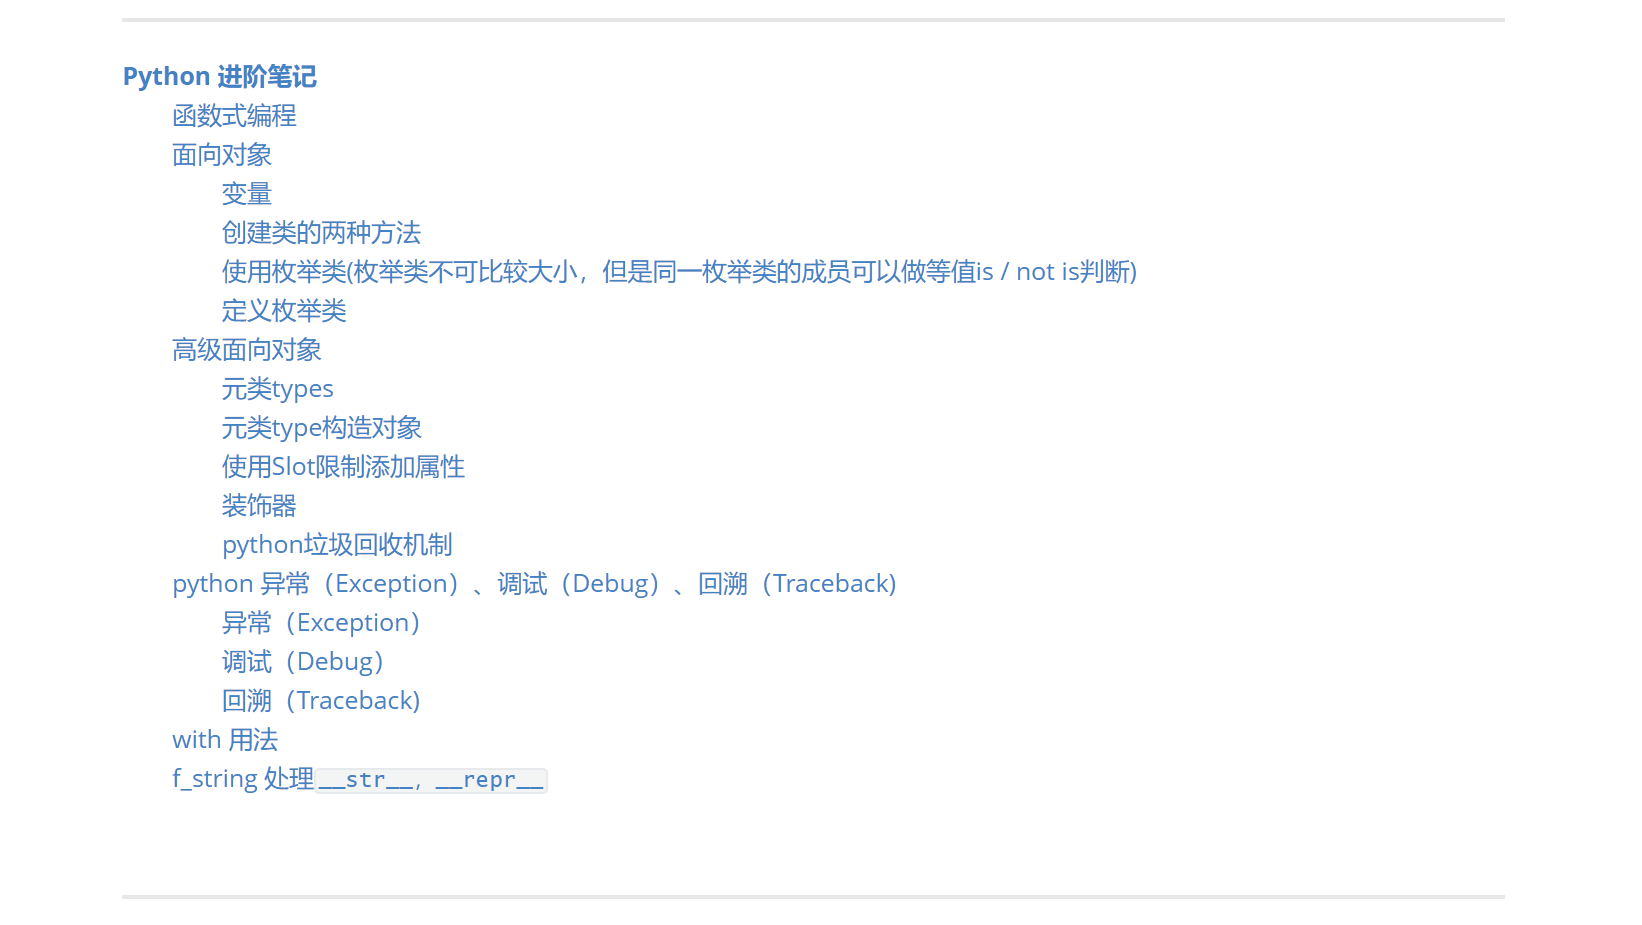 Python 进阶笔记
函数式编程
面向对象
变量
创建类的两种方法
使用枚举类(枚举类不可比较大小，但是同一枚举类的成员可以做等值is / not is判断)
定义枚举类
高级面向对象
元类types
元类type构造对象
使用Slot限制添加属性
装饰器
python垃圾回收机制
python 异常（Exception）、调试（Debug）、回溯（Traceback)
异常（Exception）
调试（Debug）
回溯（Traceback)
with 用法
f_string 处理__str__, __repr__